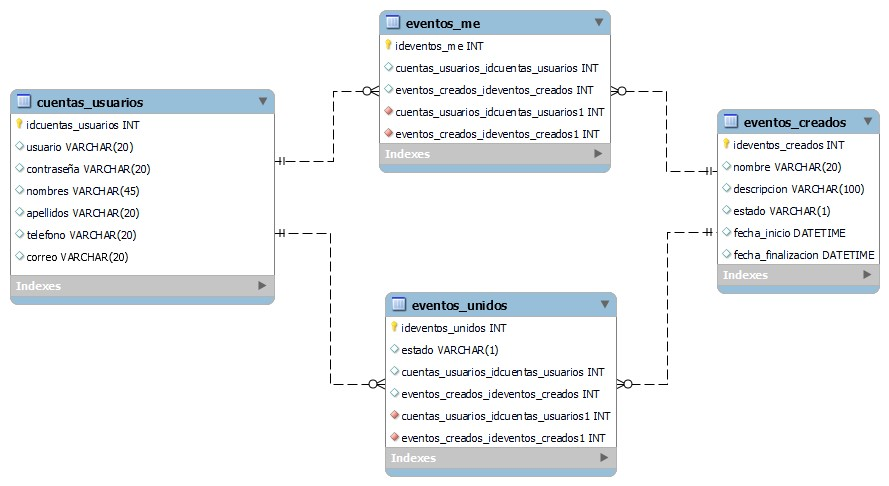 eventos_me
ideventos_me INT
cuentas_usuarios_idcuentas_usuarios INT
eventos_creados_ideventos_creados INT
cuentas_usuarios_idcuentas_usuarios1 INT
eventos_creados_ideventos_creados1 INT
Indexes
cuentas_usuarios
idcuentas_usuarios INT
usuario VARCHAR(20)
contraseña VARCHAR(20)
nombres VARCHAR(45)
apellidos VARCHAR(20)
telefono VARCHAR(20)
correo VARCHAR(20)
Indexes
eventos_creados
ideventos_creados INT
nombre VARCHAR(20)
descripcion VARCHAR(100)
estado VARCHAR(1)
fecha_inicio DATETIME
fecha_finalizacion DATETIME
Indexes
eventos_unidos
ideventos_unidos INT
estado VARCHAR(1)
cuentas_usuarios_idcuentas_usuarios INT
eventos_creados_ideventos_creados INT
cuentas_usuarios_idcuentas_usuarios1 INT
eventos_creados_ideventos_creados1 INT
Indexes